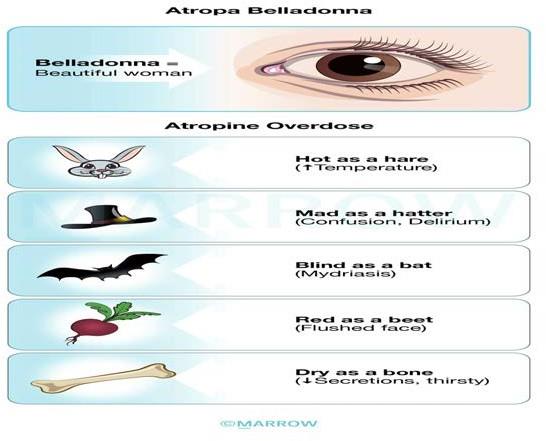 Atropa Belladonna
Belladonna =
Beautiful woman
Atropine Overdose
Hot as a hare
(↑Temperature)
Mad as a hatter
(Confusion, Delirium)
Blind as a bat
(Mydriasis)
Red as a beet
(Flushed face)
Dry as a bone
(↓Secretions, thirsty)
MARROW
©MARROW